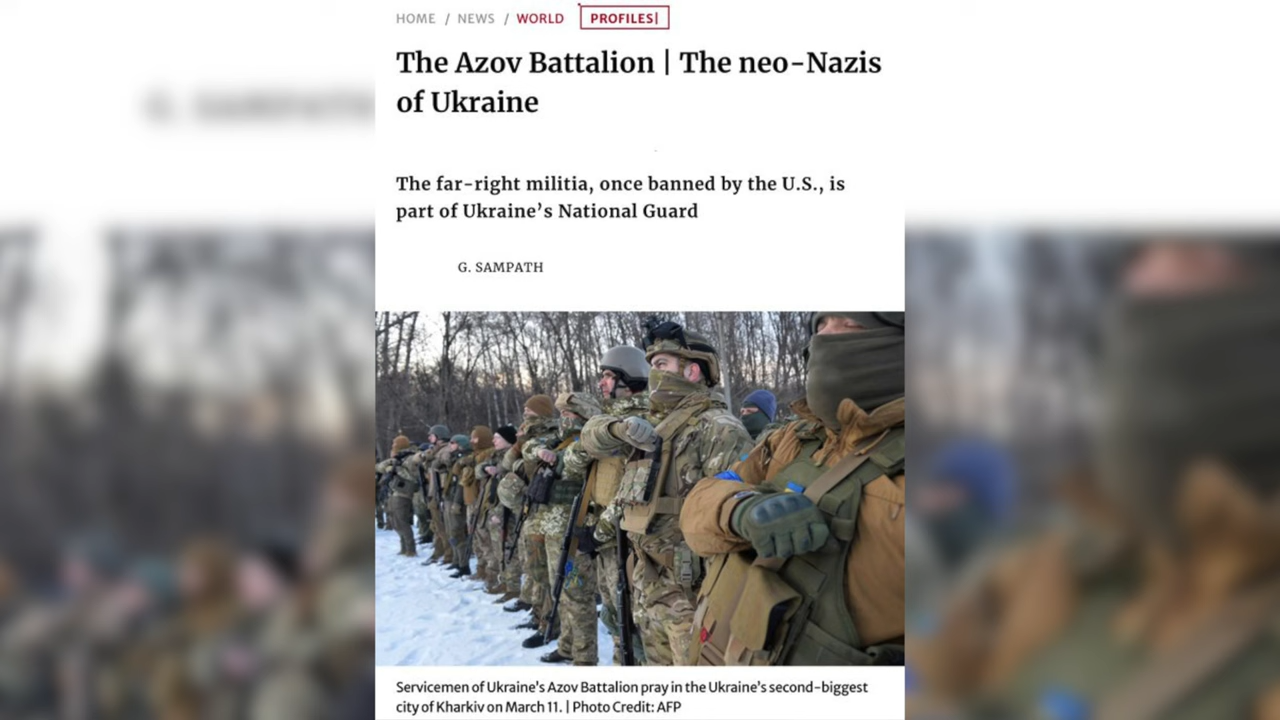 HOME / NEWS / WORLD PROFILES|
The Azov Battalion | The neo-Nazis
of Ukraine
The far-right militia, once banned by the U.S., is
part of Ukraine’s National Guard
G. SAMPATH
Servicemen of Ukraine’s Azov Battalion pray in the Ukraine’s second-biggest
city of Kharkiv on March 11. | Photo Credit: AFP